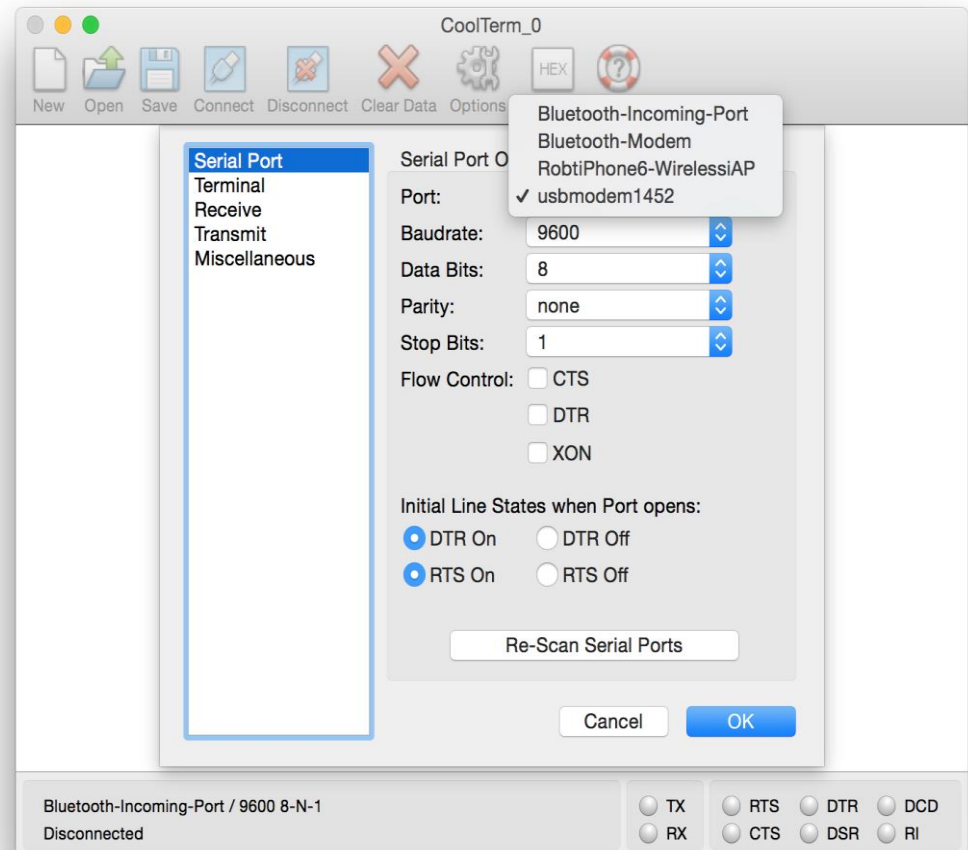 CoolTerm_0
New Open Save Connect Disconnect Clear Data Options
HEX
Bluetooth-Incoming-Port
Bluetooth-Modem
RobtiPhone6-WirelessiAP
✓ usbmodem1452
Serial Port
Terminal
Receive
Transmit
Miscellaneous
Serial Port O
Port:
Baudrate: 9600
Data Bits: 8
Parity: none
Stop Bits: 1
Flow Control: CTS
DTR
XON
Initial Line States when Port opens:
DTR On DTR Off
RTS On RTS Off
Re-Scan Serial Ports
Cancel OK
Bluetooth-Incoming-Port / 9600 8-N-1
Disconnected
TX RTS DTR DCD
RX CTS DSR RI